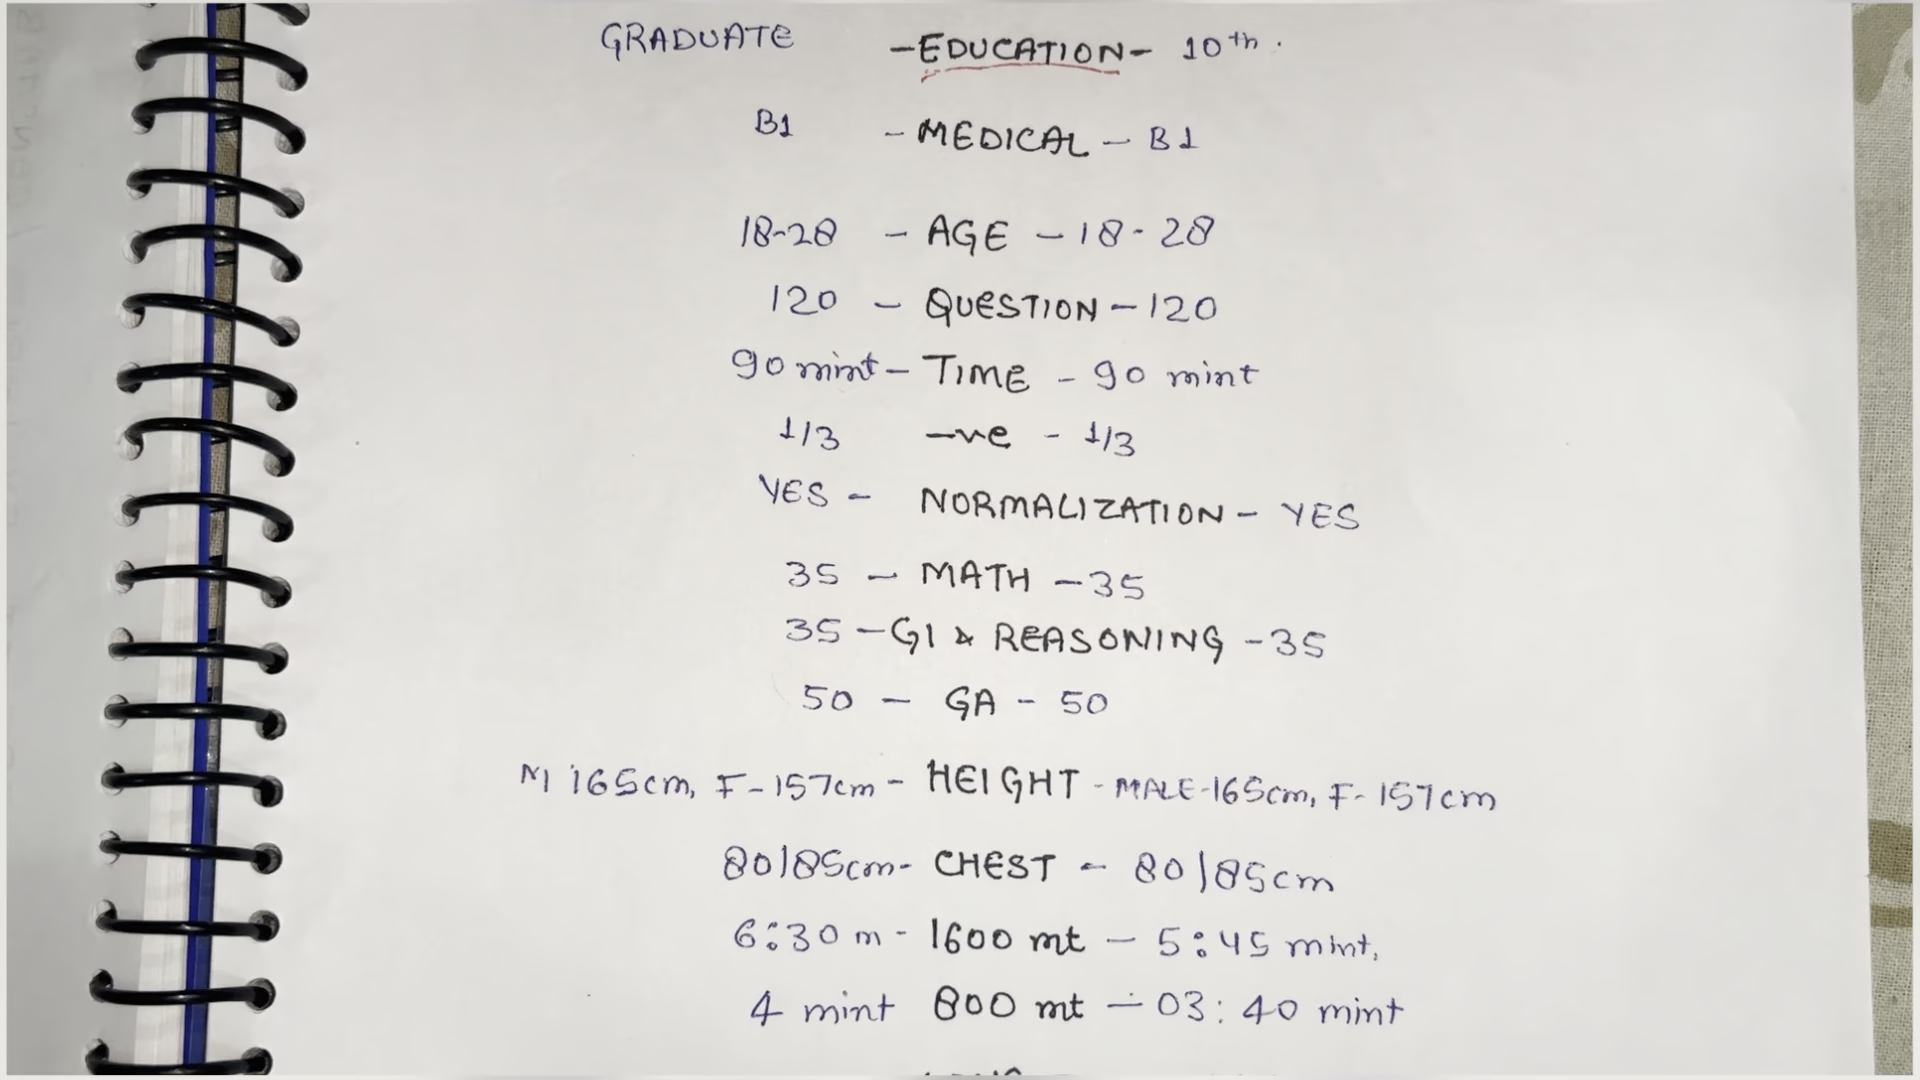 GRADUATE -EDUCATION- 10th.
B1 - MEDICAL - B1
18-28 - AGE - 18-28
120 - QUESTION - 120
90 mint - TIME - 90 mint
1/3 -ve - 1/3
YES - NORMALIZATION - YES
35 - MATH - 35
35 - GI & REASONING - 35
50 - GA - 50
M 165cm, F-157cm - HEIGHT - MALE-165cm, F-157cm
80/85cm - CHEST - 80/85cm
6:30 m - 1600 mt - 5:45 mint,
4 mint 800 mt - 03:40 mint